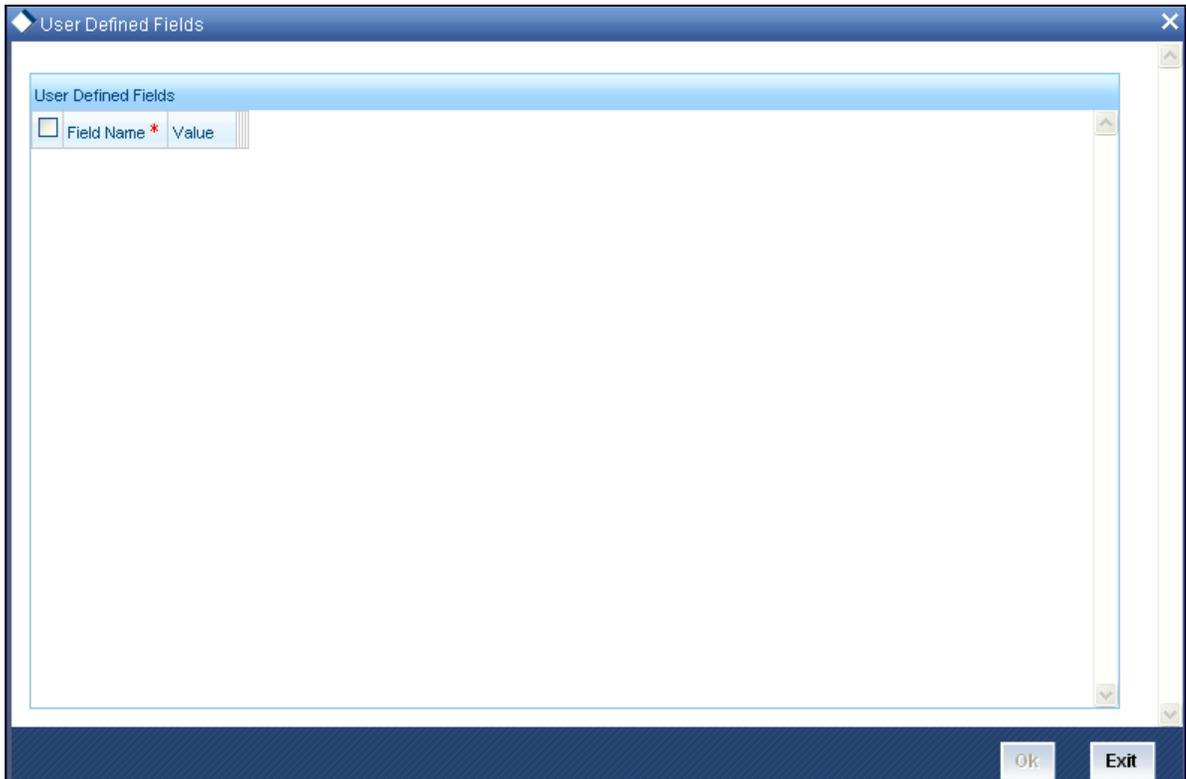 User Defined Fields
User Defined Fields
Field Name * Value
Ok Exit